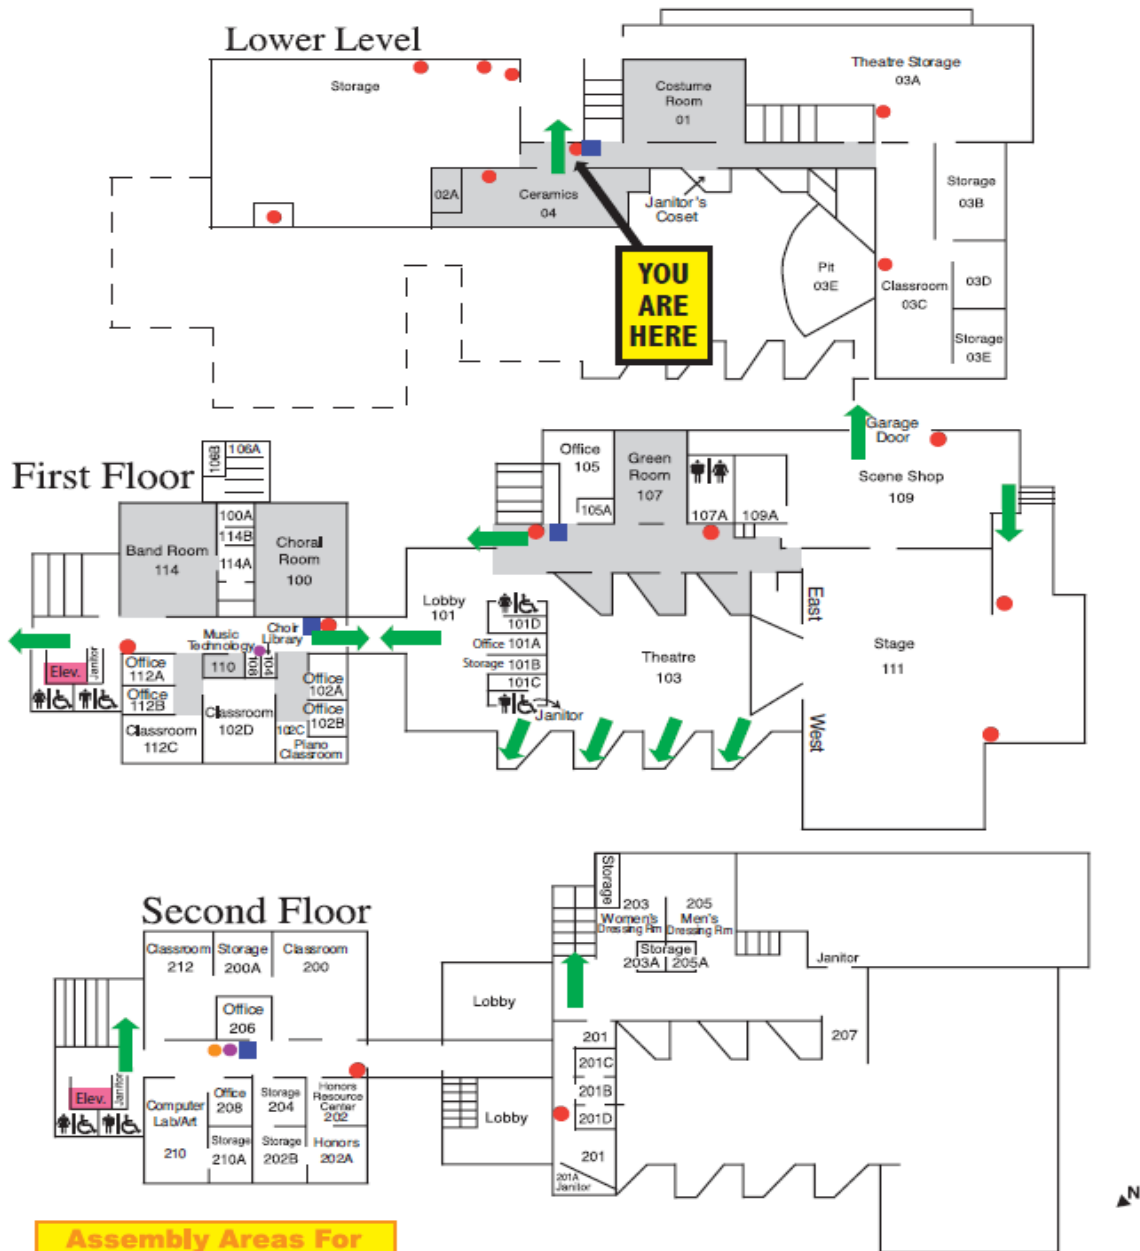 Lower Level
Storage
Costume
Room
01
Theatre Storage
03A
02A
Ceramics
04
Janitor's
Coset
Storage
03B
YOU
ARE
HERE
Pit
03E
Classroom
03C
03D
Storage
03E
First Floor
106B
106A
Office
105
105A
Green
Room
107
107A
109A
Garage
Door
Scene Shop
109
Band Room
114
100A
114B
114A
Choral
Room
100
Lobby
101
101D
Office 101A
Storage 101B
101C
Janitor
Theatre
103
East
West
Stage
111
Music
Technology
Choir
Library
110
108
104
Elev.
Janitor
Office
112A
Office
112B
Classroom
112C
Classroom
102D
Office
102A
Office
102B
102C
Piano
Classroom
Second Floor
Storage
203
Women's
Dressing Rm
205
Men's
Dressing Rm
Storage
203A 205A
Janitor
Classroom
212
Storage
200A
Classroom
200
Office
206
Lobby
Lobby
201
201C
201B
201D
201
201A
Janitor
207
Elev.
Janitor
Computer
Lab/Art
210
Office
208
Storage
210A
Storage
204
Storage
202B
Honors
Resource
Center
202
Honors
202A
N
Assembly Areas For